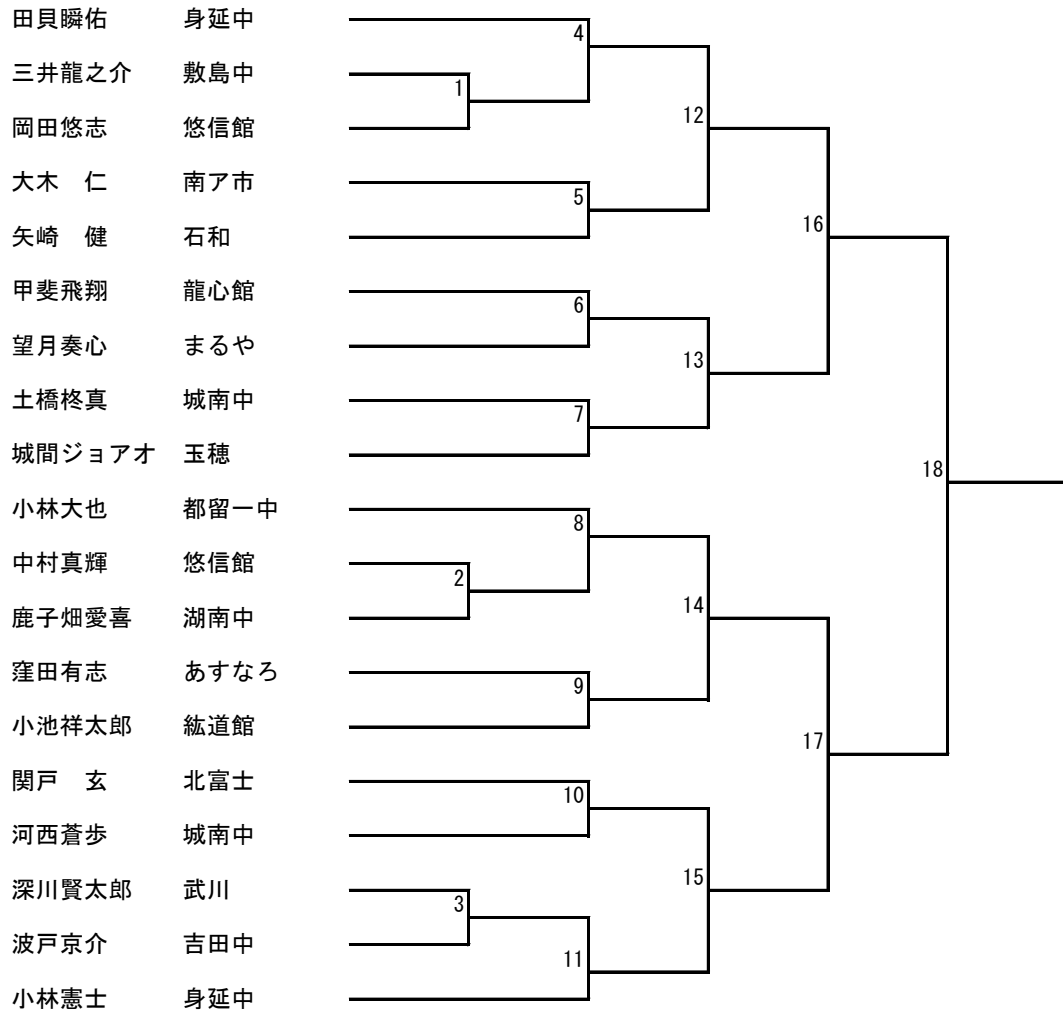 田貝瞬佑 身延中
4
三井龍之介 敷島中
1
12
岡田悠志 悠信館
大木　仁 南ア市
5
16
矢崎　健 石和
甲斐飛翔 龍心館
6
望月奏心 まるや
13
土橋柊真 城南中
7
城間ジョアオ 玉穂
18
小林大也 都留一中
8
中村真輝 悠信館
2
14
鹿子畑愛喜 湖南中
窪田有志 あすなろ
9
小池祥太郎 紘道館
17
関戸　玄 北富士
10
河西蒼歩 城南中
15
深川賢太郎 武川
3
波戸京介 吉田中
11
小林憲士 身延中